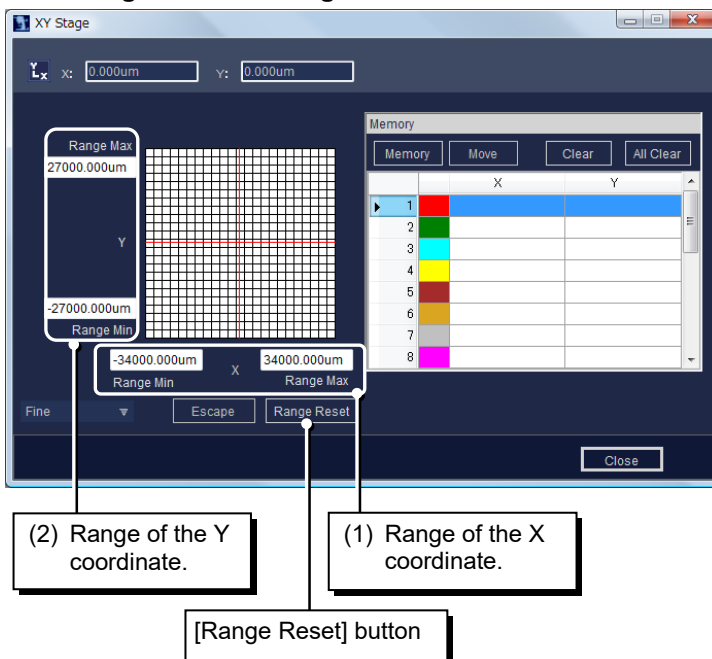 XY Stage
X: 0.000um Y: 0.000um
Range Max
27000.000um
Y
-27000.000um
Range Min
-34000.000um X 34000.000um
Range Min Range Max
Fine Escape Range Reset
Memory
Memory Move Clear All Clear
X Y
1
2
3
4
5
6
7
8
Close
(2) Range of the Y
coordinate.
(1) Range of the X
coordinate.
[Range Reset] button